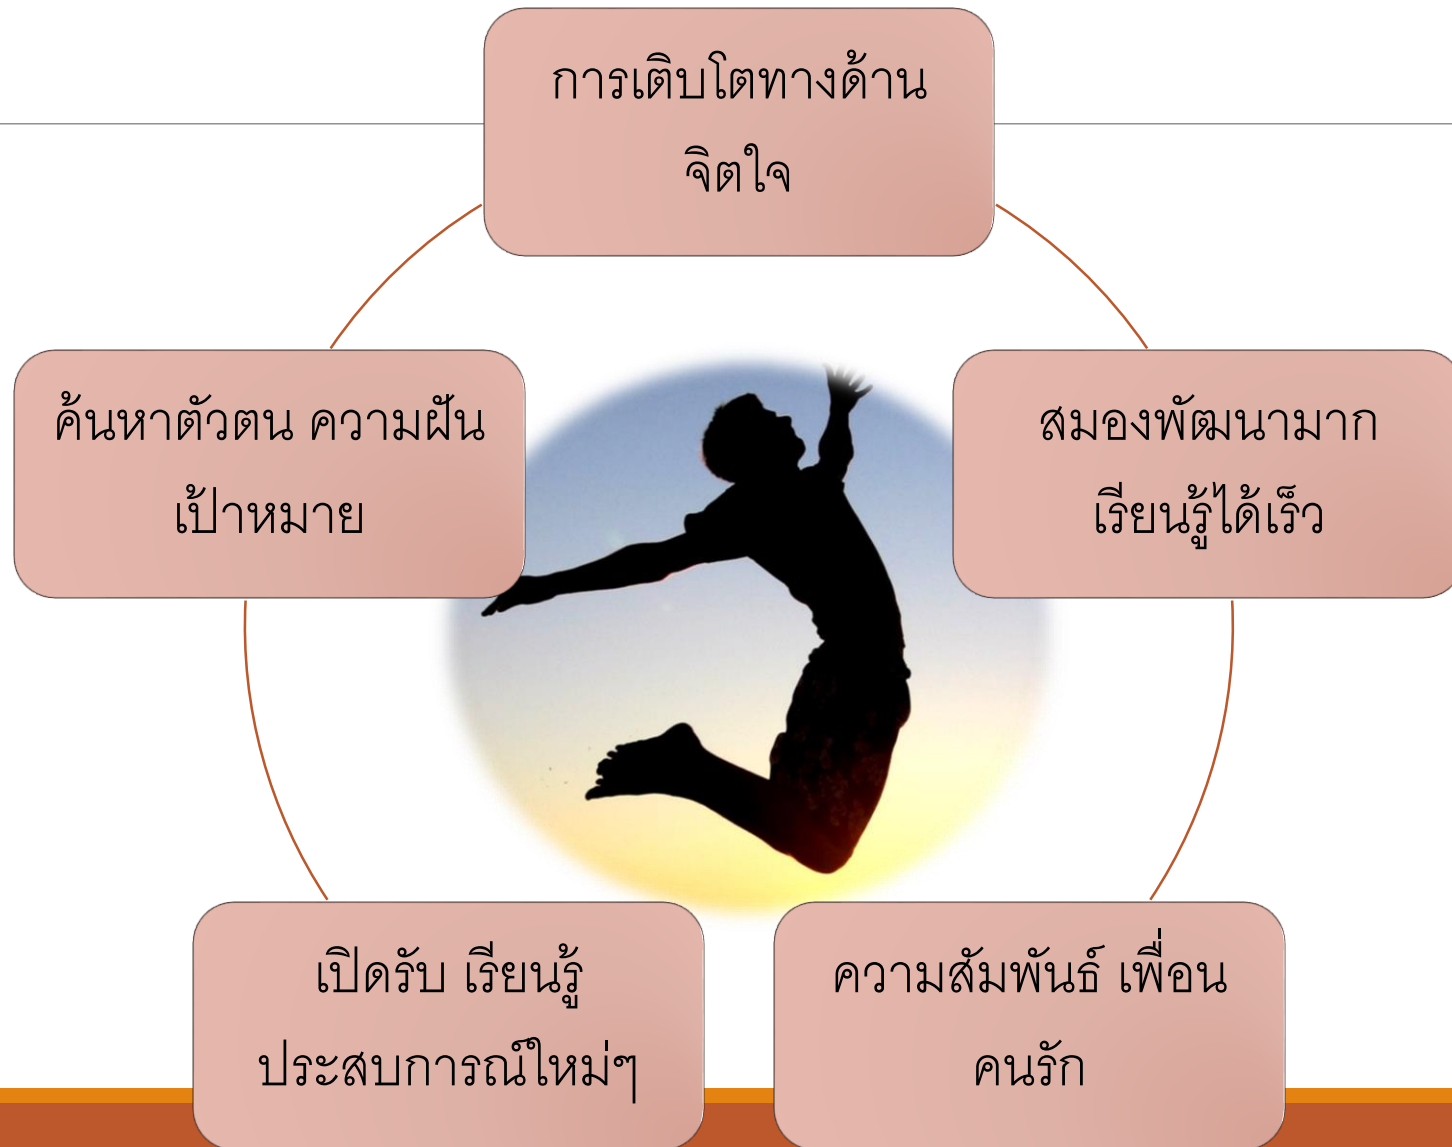 การเติบโตทางด้าน
จิตใจ
สมองพัฒนามาก
เรียนรู้ได้เร็ว
ความสัมพันธ์ เพื่อน
คนรัก
เปิดรับ เรียนรู้
ประสบการณ์ใหม่ๆ
ค้นหาตัวตน ความฝัน
เป้าหมาย